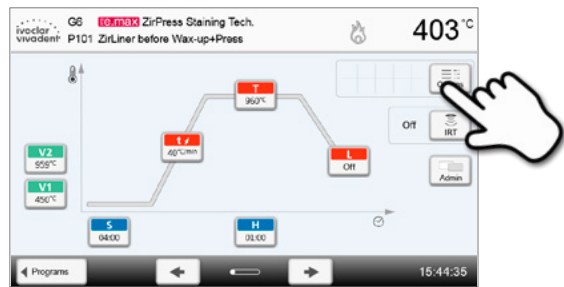 ivoclar
vivadent
G6 IPS e.max ZirPress Staining Tech.
P101 ZirLiner before Wax-up+Press
403°C
T
960°C
t
40°C/min
L
Off
V2
959°C
V1
450°C
S
04:00
H
01:00
Off
IRT
Admin
Programs
15:44:35